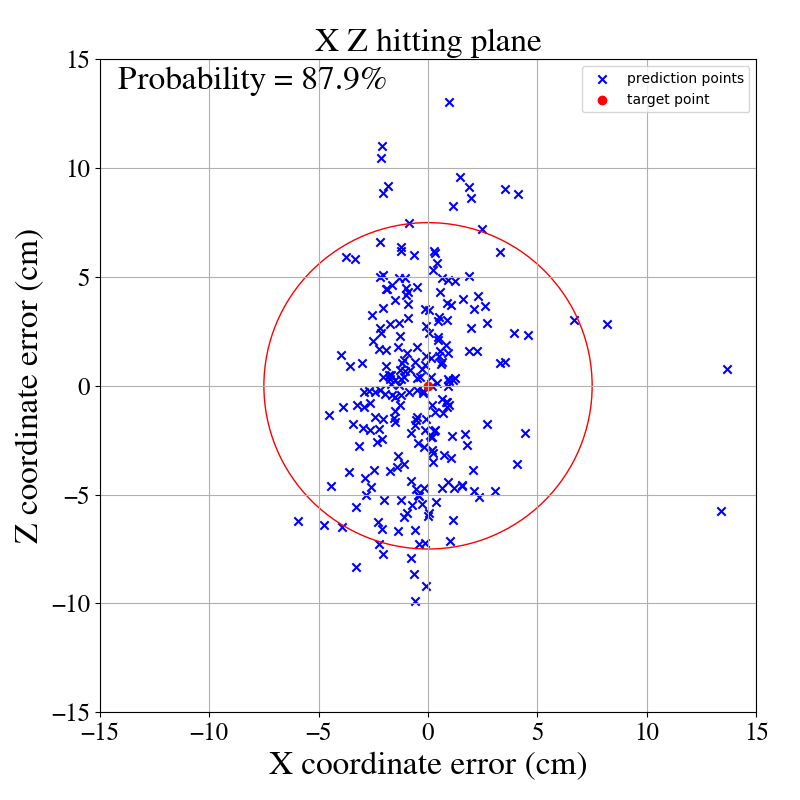 X Z hitting plane
Probability = 87.9%
prediction points
target point
Z coordinate error (cm)
15
10
5
0
−5
−10
−15
−15 −10 −5 0 5 10 15
X coordinate error (cm)